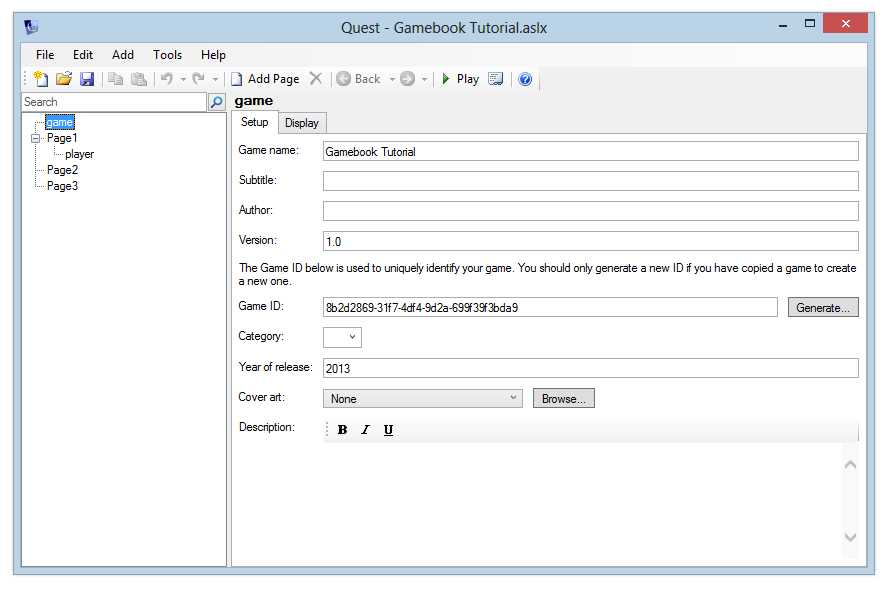 Quest - Gamebook Tutorial.aslx
File Edit Add Tools Help
Add Page Back Play
Search
game
Page1
player
Page2
Page3
game
Setup Display
Game name: Gamebook Tutorial
Subtitle:
Author:
Version: 1.0
The Game ID below is used to uniquely identify your game. You should only generate a new ID if you have copied a game to create
a new one.
Game ID: 8b2d2869-31f7-4df4-9d2a-699f39f3bda9 Generate...
Category:
Year of release: 2013
Cover art: None Browse...
Description: B I U